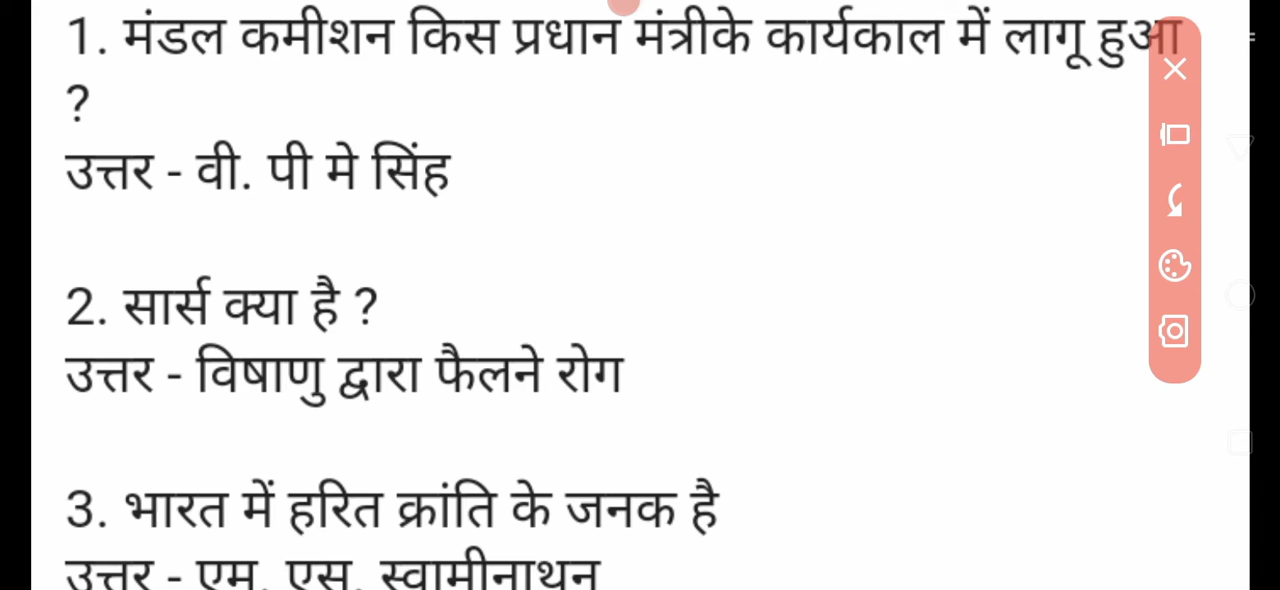 1. मंडल कमीशन किस प्रधान मंत्रीके कार्यकाल में लागू हुआ
?
उत्तर - वी. पी मे सिंह
2. सार्स क्या है ?
उत्तर - विषाणु द्वारा फैलने रोग
3. भारत में हरित क्रांति के जनक है
उत्तर - एम. एस. स्वामीनाथन